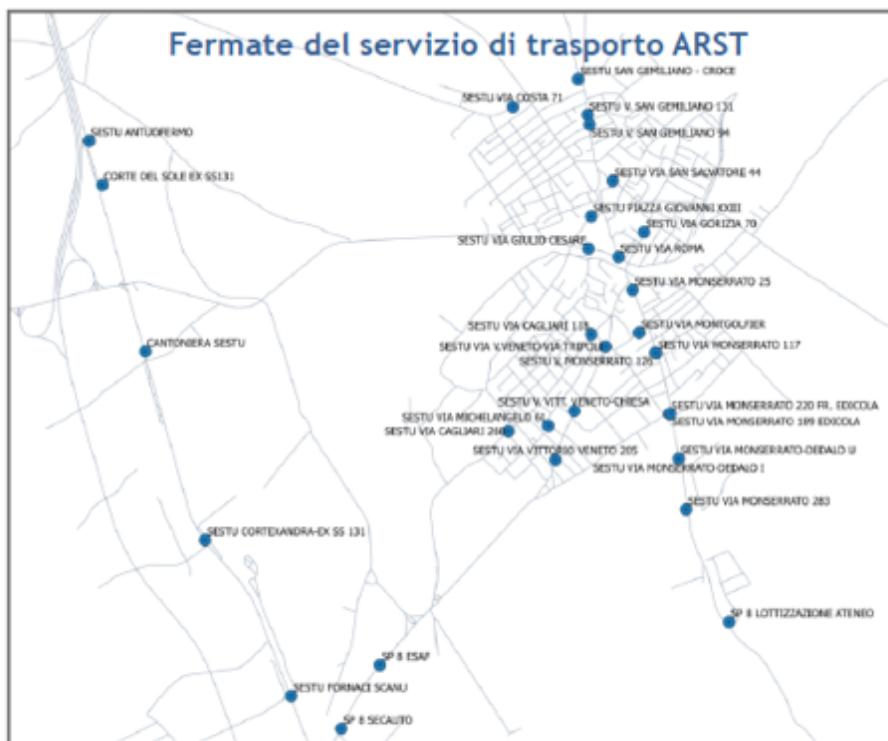 Fermate del servizio di trasporto ARST
SESTU SAN GEMILIANO - CROCE
SESTU VIA COSTA 71
SESTU V. SAN GEMILIANO 131
SESTU V. SAN GEMILIANO 94
SESTU ANTUDIFERMO
CORTE DEL SOLE EX SS131
SESTU VIA SAN SALVATORE 44
SESTU PIAZZA GIOVANNI XXIII
SESTU VIA GORIZIA 70
SESTU VIA GIULIO CESARE
SESTU VIA ROMA
SESTU VIA MONSERRATO 25
SESTU VIA CAGLIARI
SESTU VIA MONTGOLFIER
CANTONIERA SESTU
SESTU VIA V.VENETO-VIA TRIPOLI
SESTU VIA MONSERRATO 117
SESTU V. MONSERRATO 126
SESTU V. VITT. VENETO-CHIESA
SESTU VIA MONSERRATO 220 FR. EDICOLA
SESTU VIA MICHELANGELO 61
SESTU VIA MONSERRATO 189 EDICOLA
SESTU VIA CAGLIARI 260
SESTU VIA VITTORIO VENETO 205
SESTU VIA MONSERRATO-DEDALO U
SESTU VIA MONSERRATO-DEDALO I
SESTU VIA MONSERRATO 283
SESTU CORTEXANDRA-EX SS 131
SP 8 LOTTIZZAZIONE ATENEO
SP 8 ESAF
SESTU FORNACI SCANU
SP 8 SECAUTO